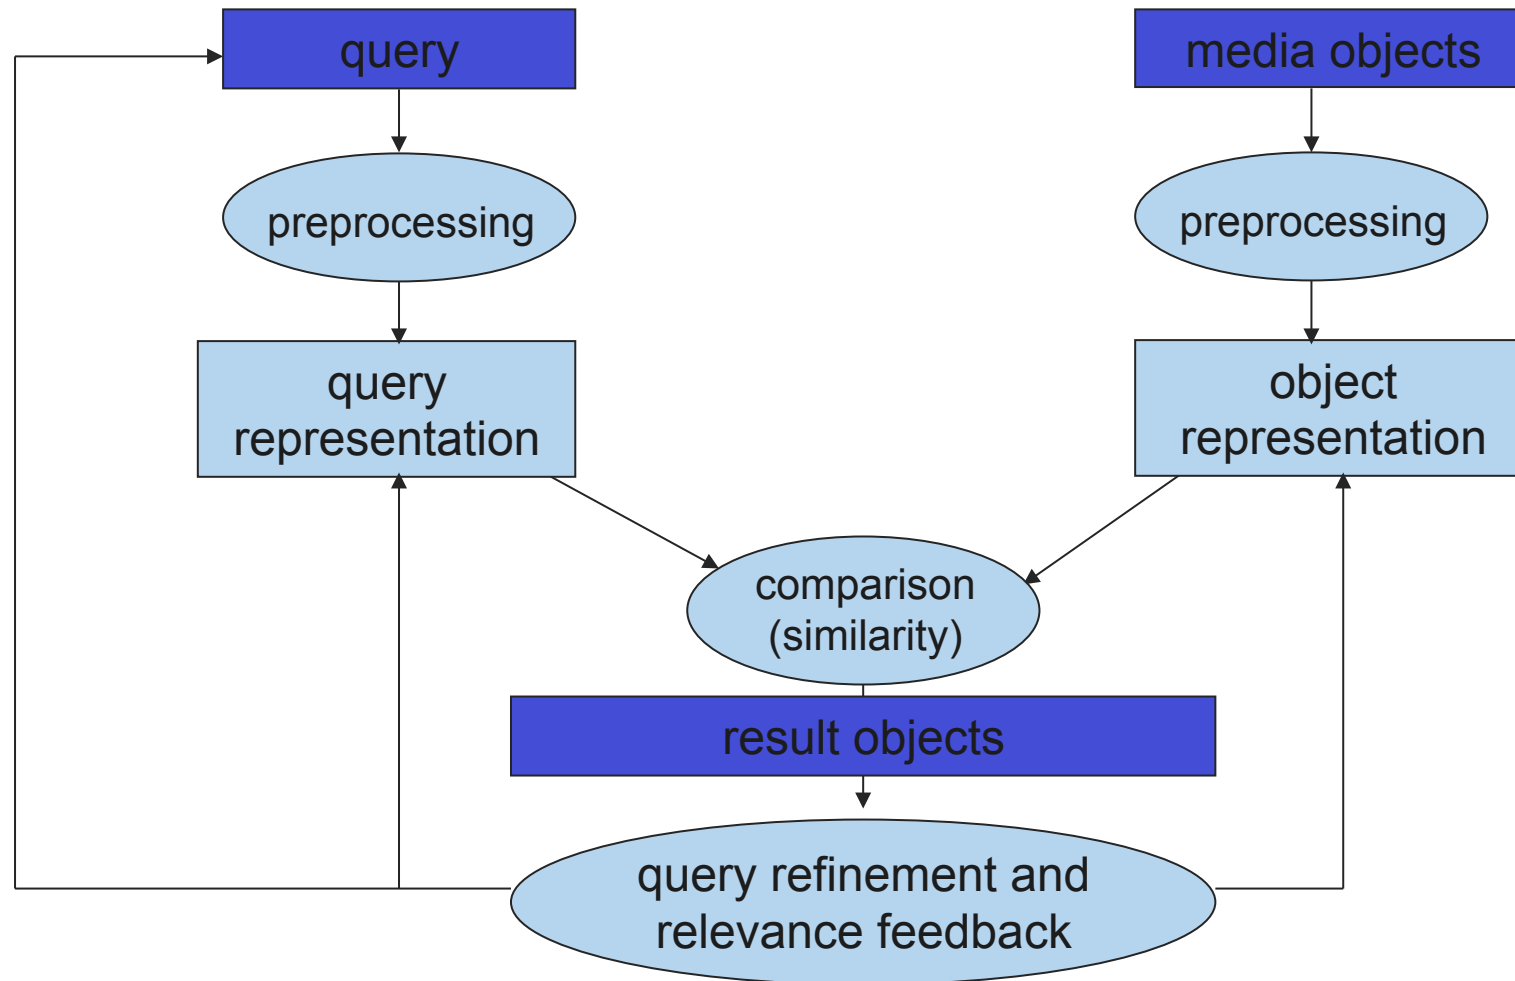 query
media objects
preprocessing
preprocessing
query
representation
object
representation
comparison
(similarity)
result objects
query refinement and
relevance feedback